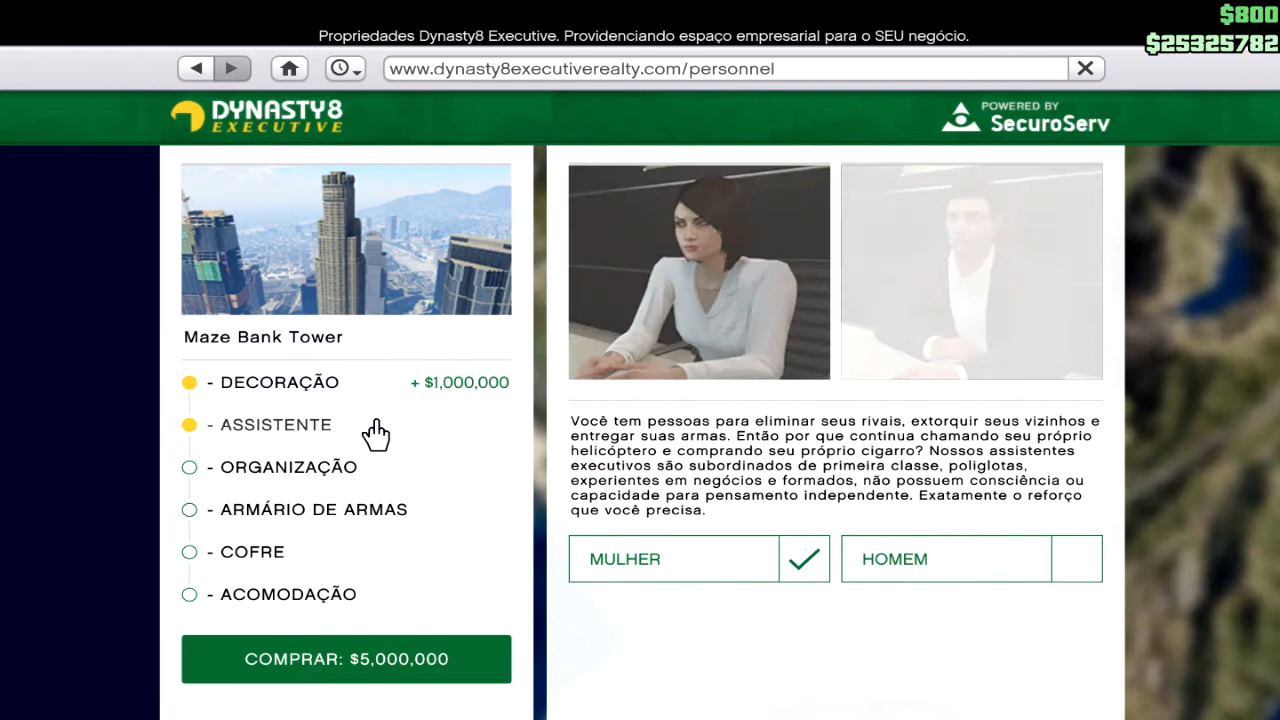 $800
Propriedades Dynasty8 Executive. Providenciando espaço empresarial para o SEU negócio.
$25325782
www.dynasty8executiverealty.com/personnel
DYNASTY8
EXECUTIVE
POWERED BY
SecuroServ
Maze Bank Tower
- DECORAÇÃO + $1,000,000
- ASSISTENTE
- ORGANIZAÇÃO
- ARMÁRIO DE ARMAS
- COFRE
- ACOMODAÇÃO
COMPRAR: $5,000,000
Você tem pessoas para eliminar seus rivais, extorquir seus vizinhos e
entregar suas armas. Então por que continua chamando seu próprio
helicóptero e comprando seu próprio cigarro? Nossos assistentes
executivos são subordinados de primeira classe, poliglotas,
experientes em negócios e formados, não possuem consciência ou
capacidade para pensamento independente. Exatamente o reforço
que você precisa.
MULHER
HOMEM